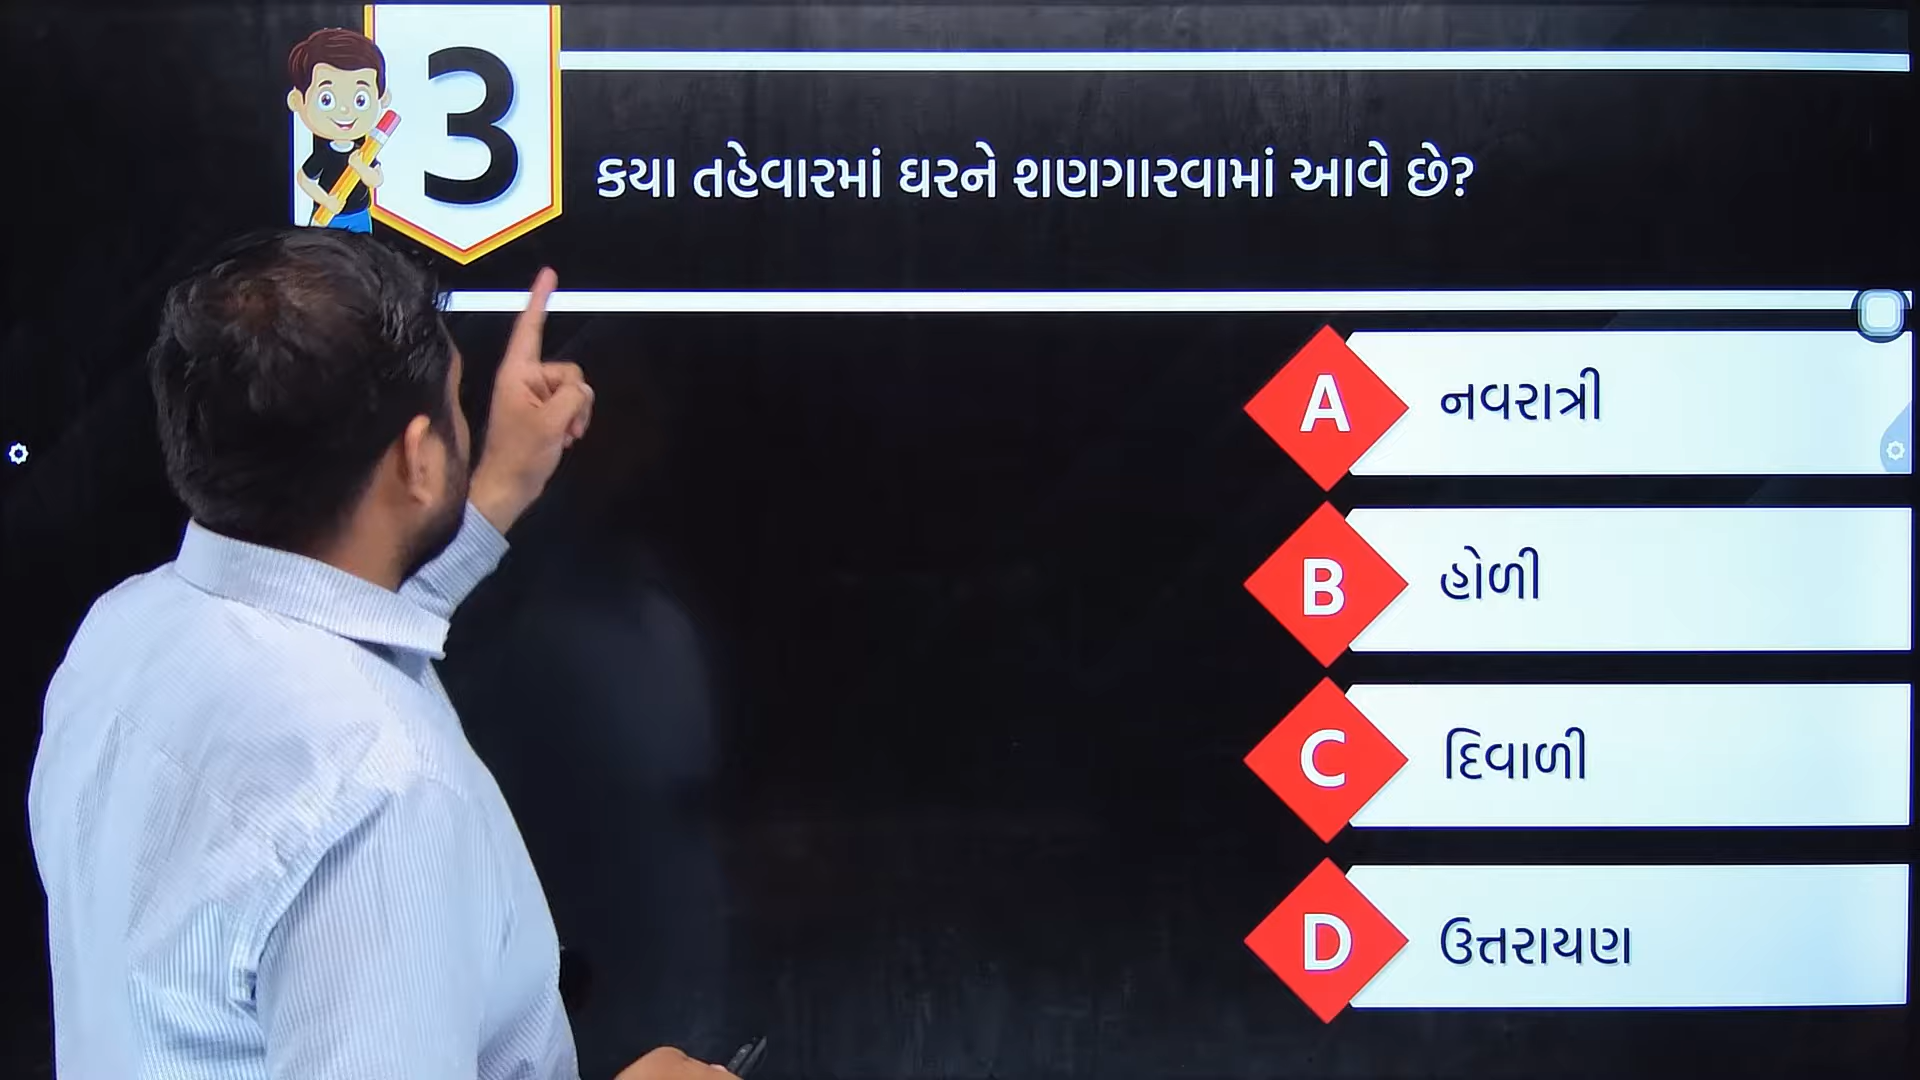 3
કયા તહેવારમાં ઘરને શણગારવામાં આવે છે?
A નવરાત્રી
B હોળી
C દિવાળી
D ઉત્તરાયણ